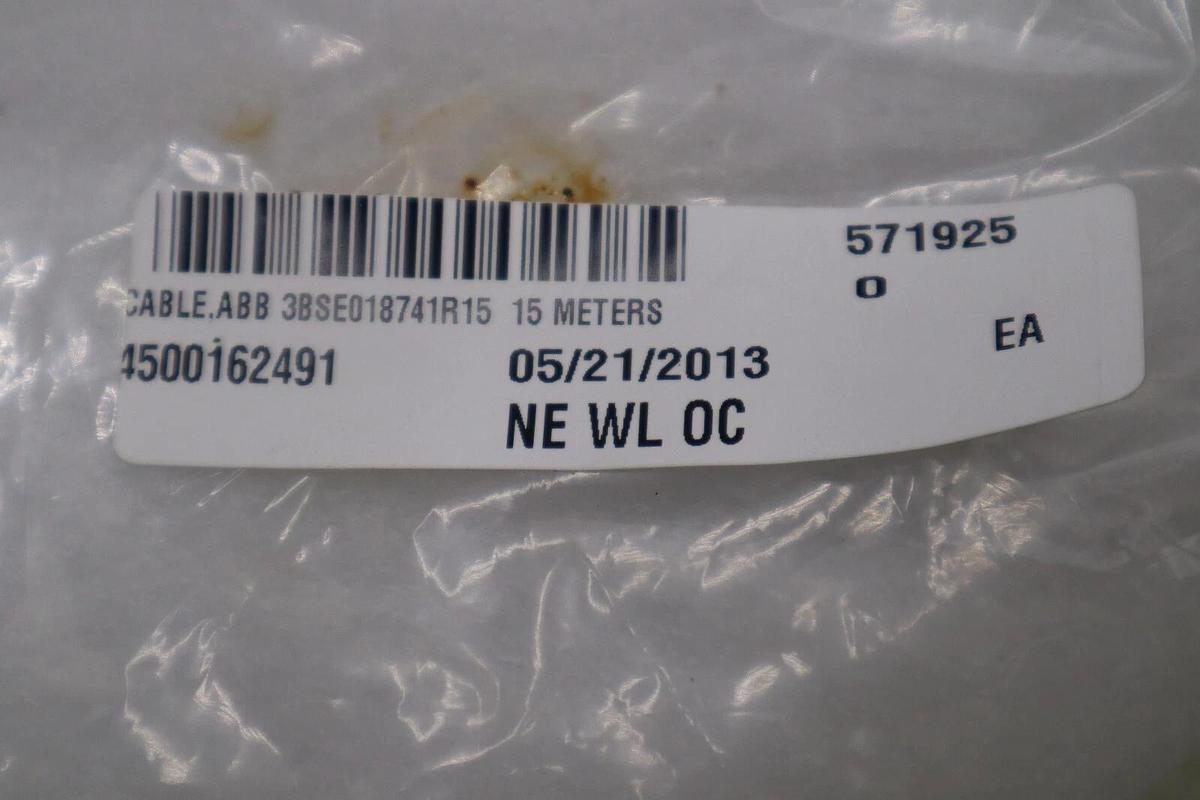 571925
0
CABLE,ABB 3BSE018741R15 15 METERS
EA
4500162491 05/21/2013
NE WL OC